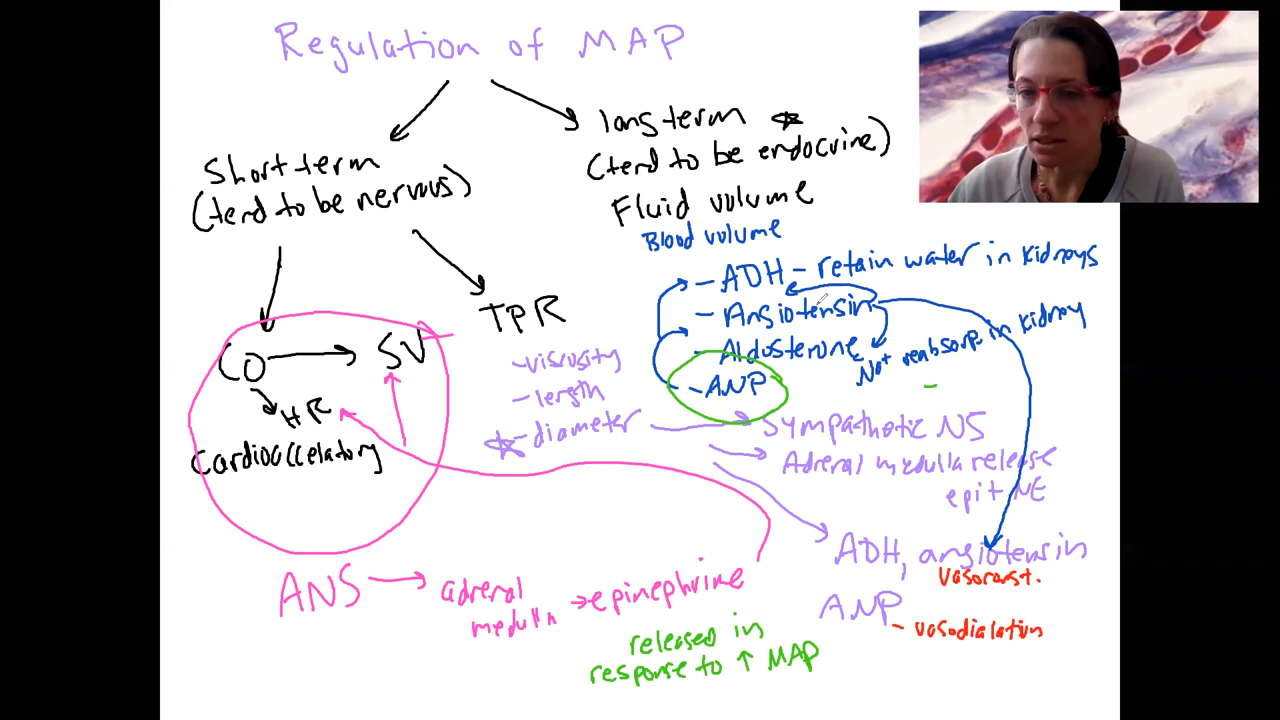 Regulation of MAP
Short term
(tend to be nervous)
long term
(tend to be endocrine)
Fluid volume
Blood volume
- ADH - retain water in kidneys
- Angiotensin
- Aldosterone
Na+ reabsorp. in kidney
- ANP
TPR
- viscosity
- length
- diameter
CO
SV
HR
Cardioaccelatory
Sympathetic NS
Adrenal medulla release
epi + NE
ADH, angiotensin
vasoconst.
ANP
- vasodialation
ANS
adrenal
medulla
epinephrine
released in
response to ↑ MAP